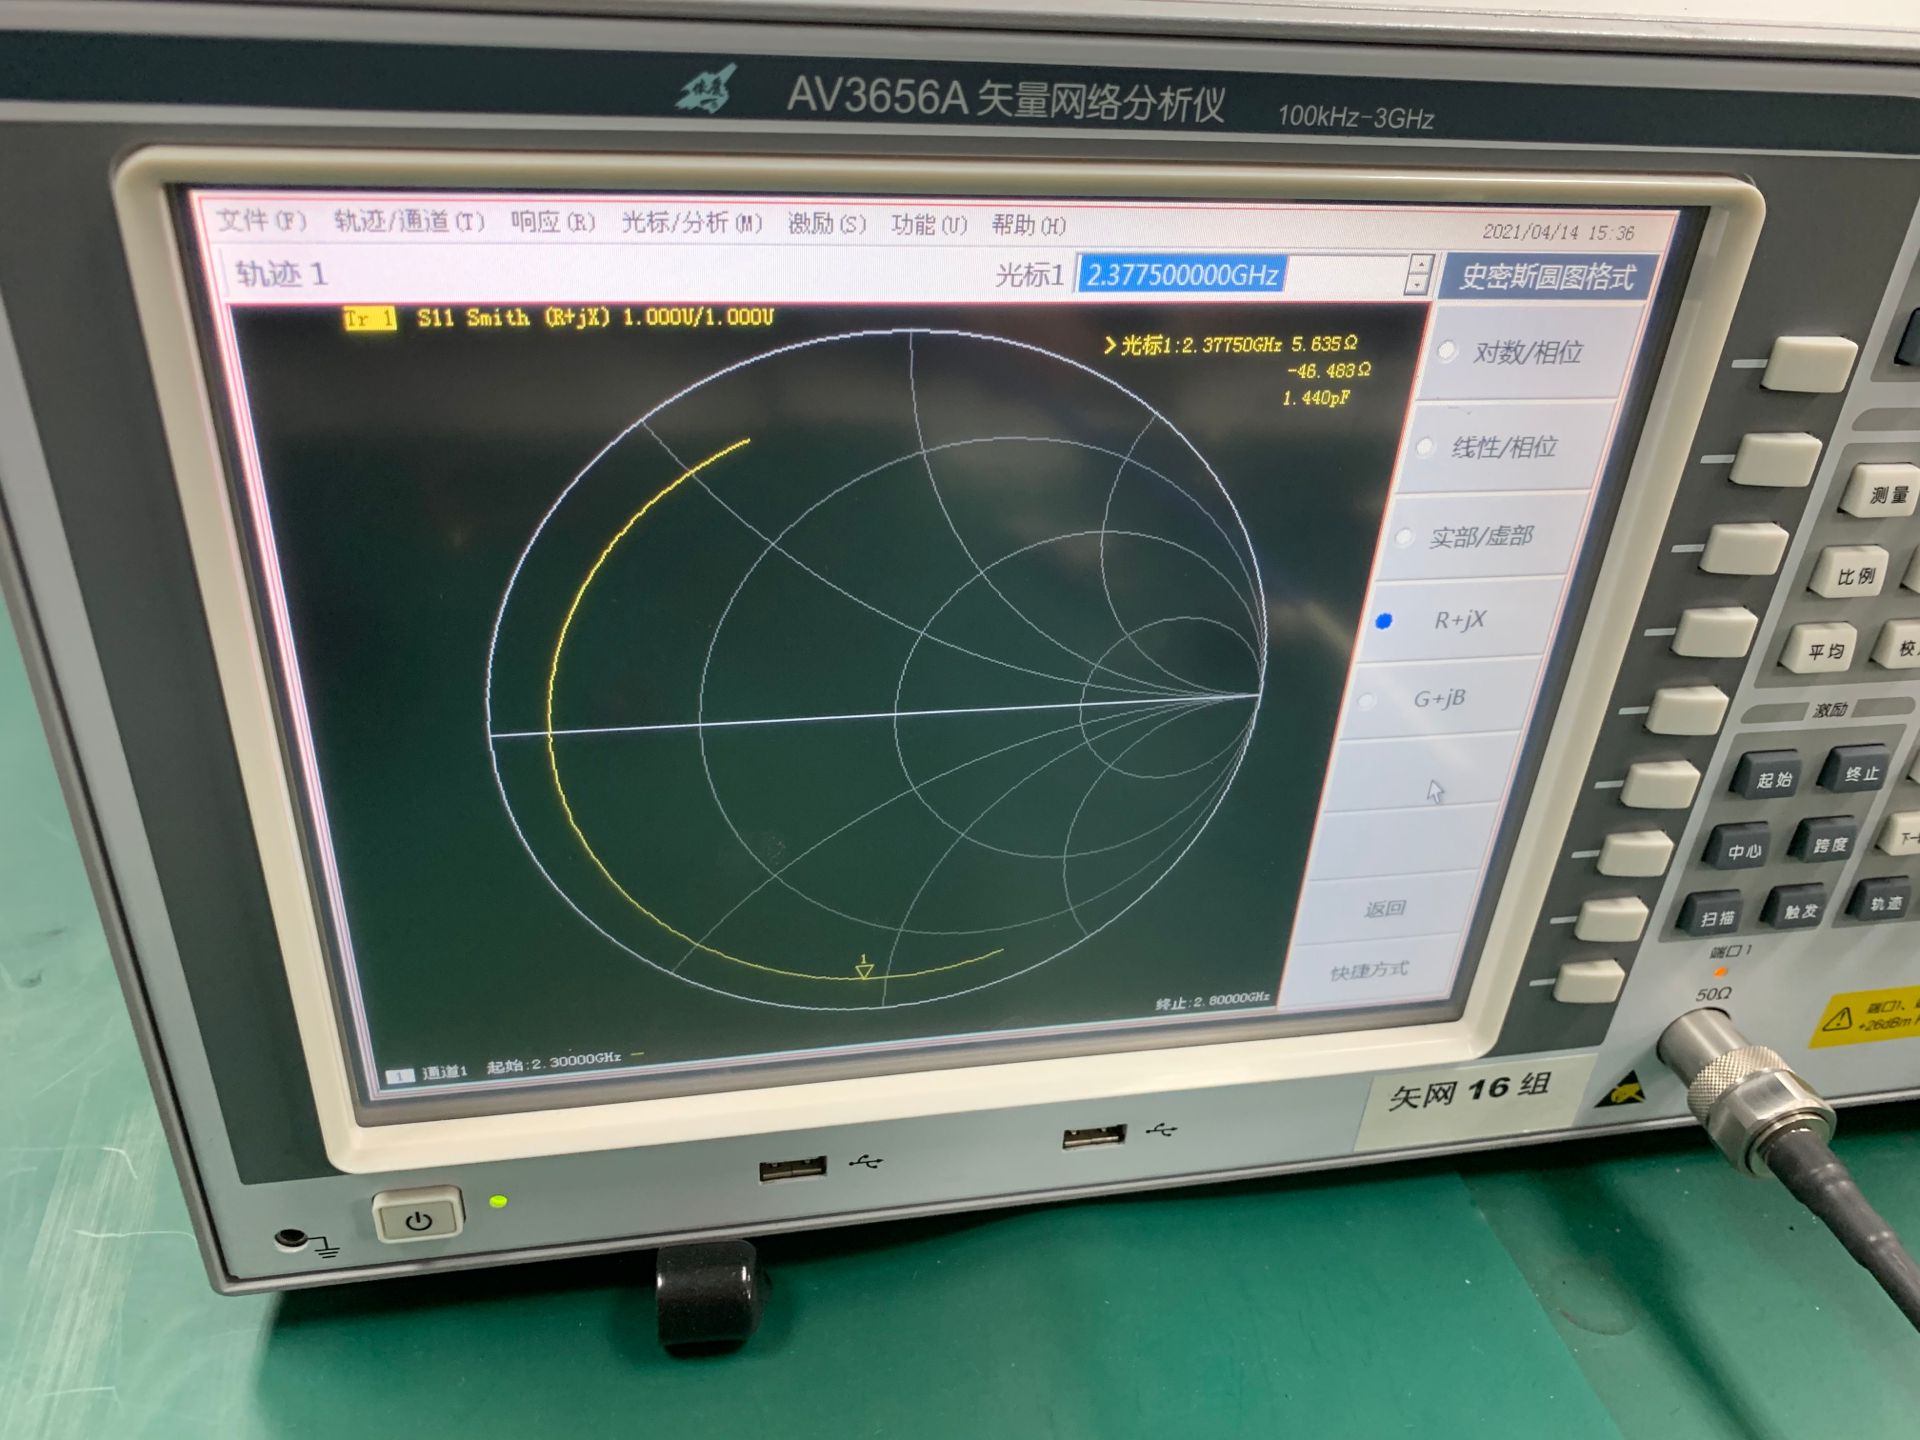 AV3656A 矢量网络分析仪 100kHz-3GHz
文件(F) 轨迹/通道(T) 响应(R) 光标/分析(M) 激励(S) 功能(U) 帮助(H)
2021/04/14 15:36
轨迹 1
光标1 2.377500000GHz
史密斯圆图格式
Tr 1 S11 Smith (R+jX) 1.000U/1.000U
>光标1:2.37750GHz 5.635Ω
-46.483Ω
1.440pF
对数/相位
线性/相位
实部/虚部
R+jX
G+jB
返回
快捷方式
1
1 通道1 起始:2.30000GHz
终止:2.80000GHz
测量
比例
平均
激励
起始
终止
中心
跨度
扫描
触发
轨迹
端口 1
50Ω
+26dBm
矢网 16 组